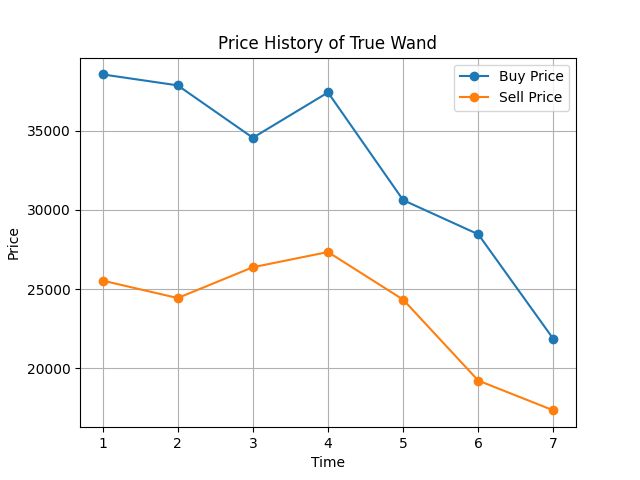 Price History of True Wand
Buy Price
Sell Price
35000
30000
25000
20000
Price
1 2 3 4 5 6 7
Time